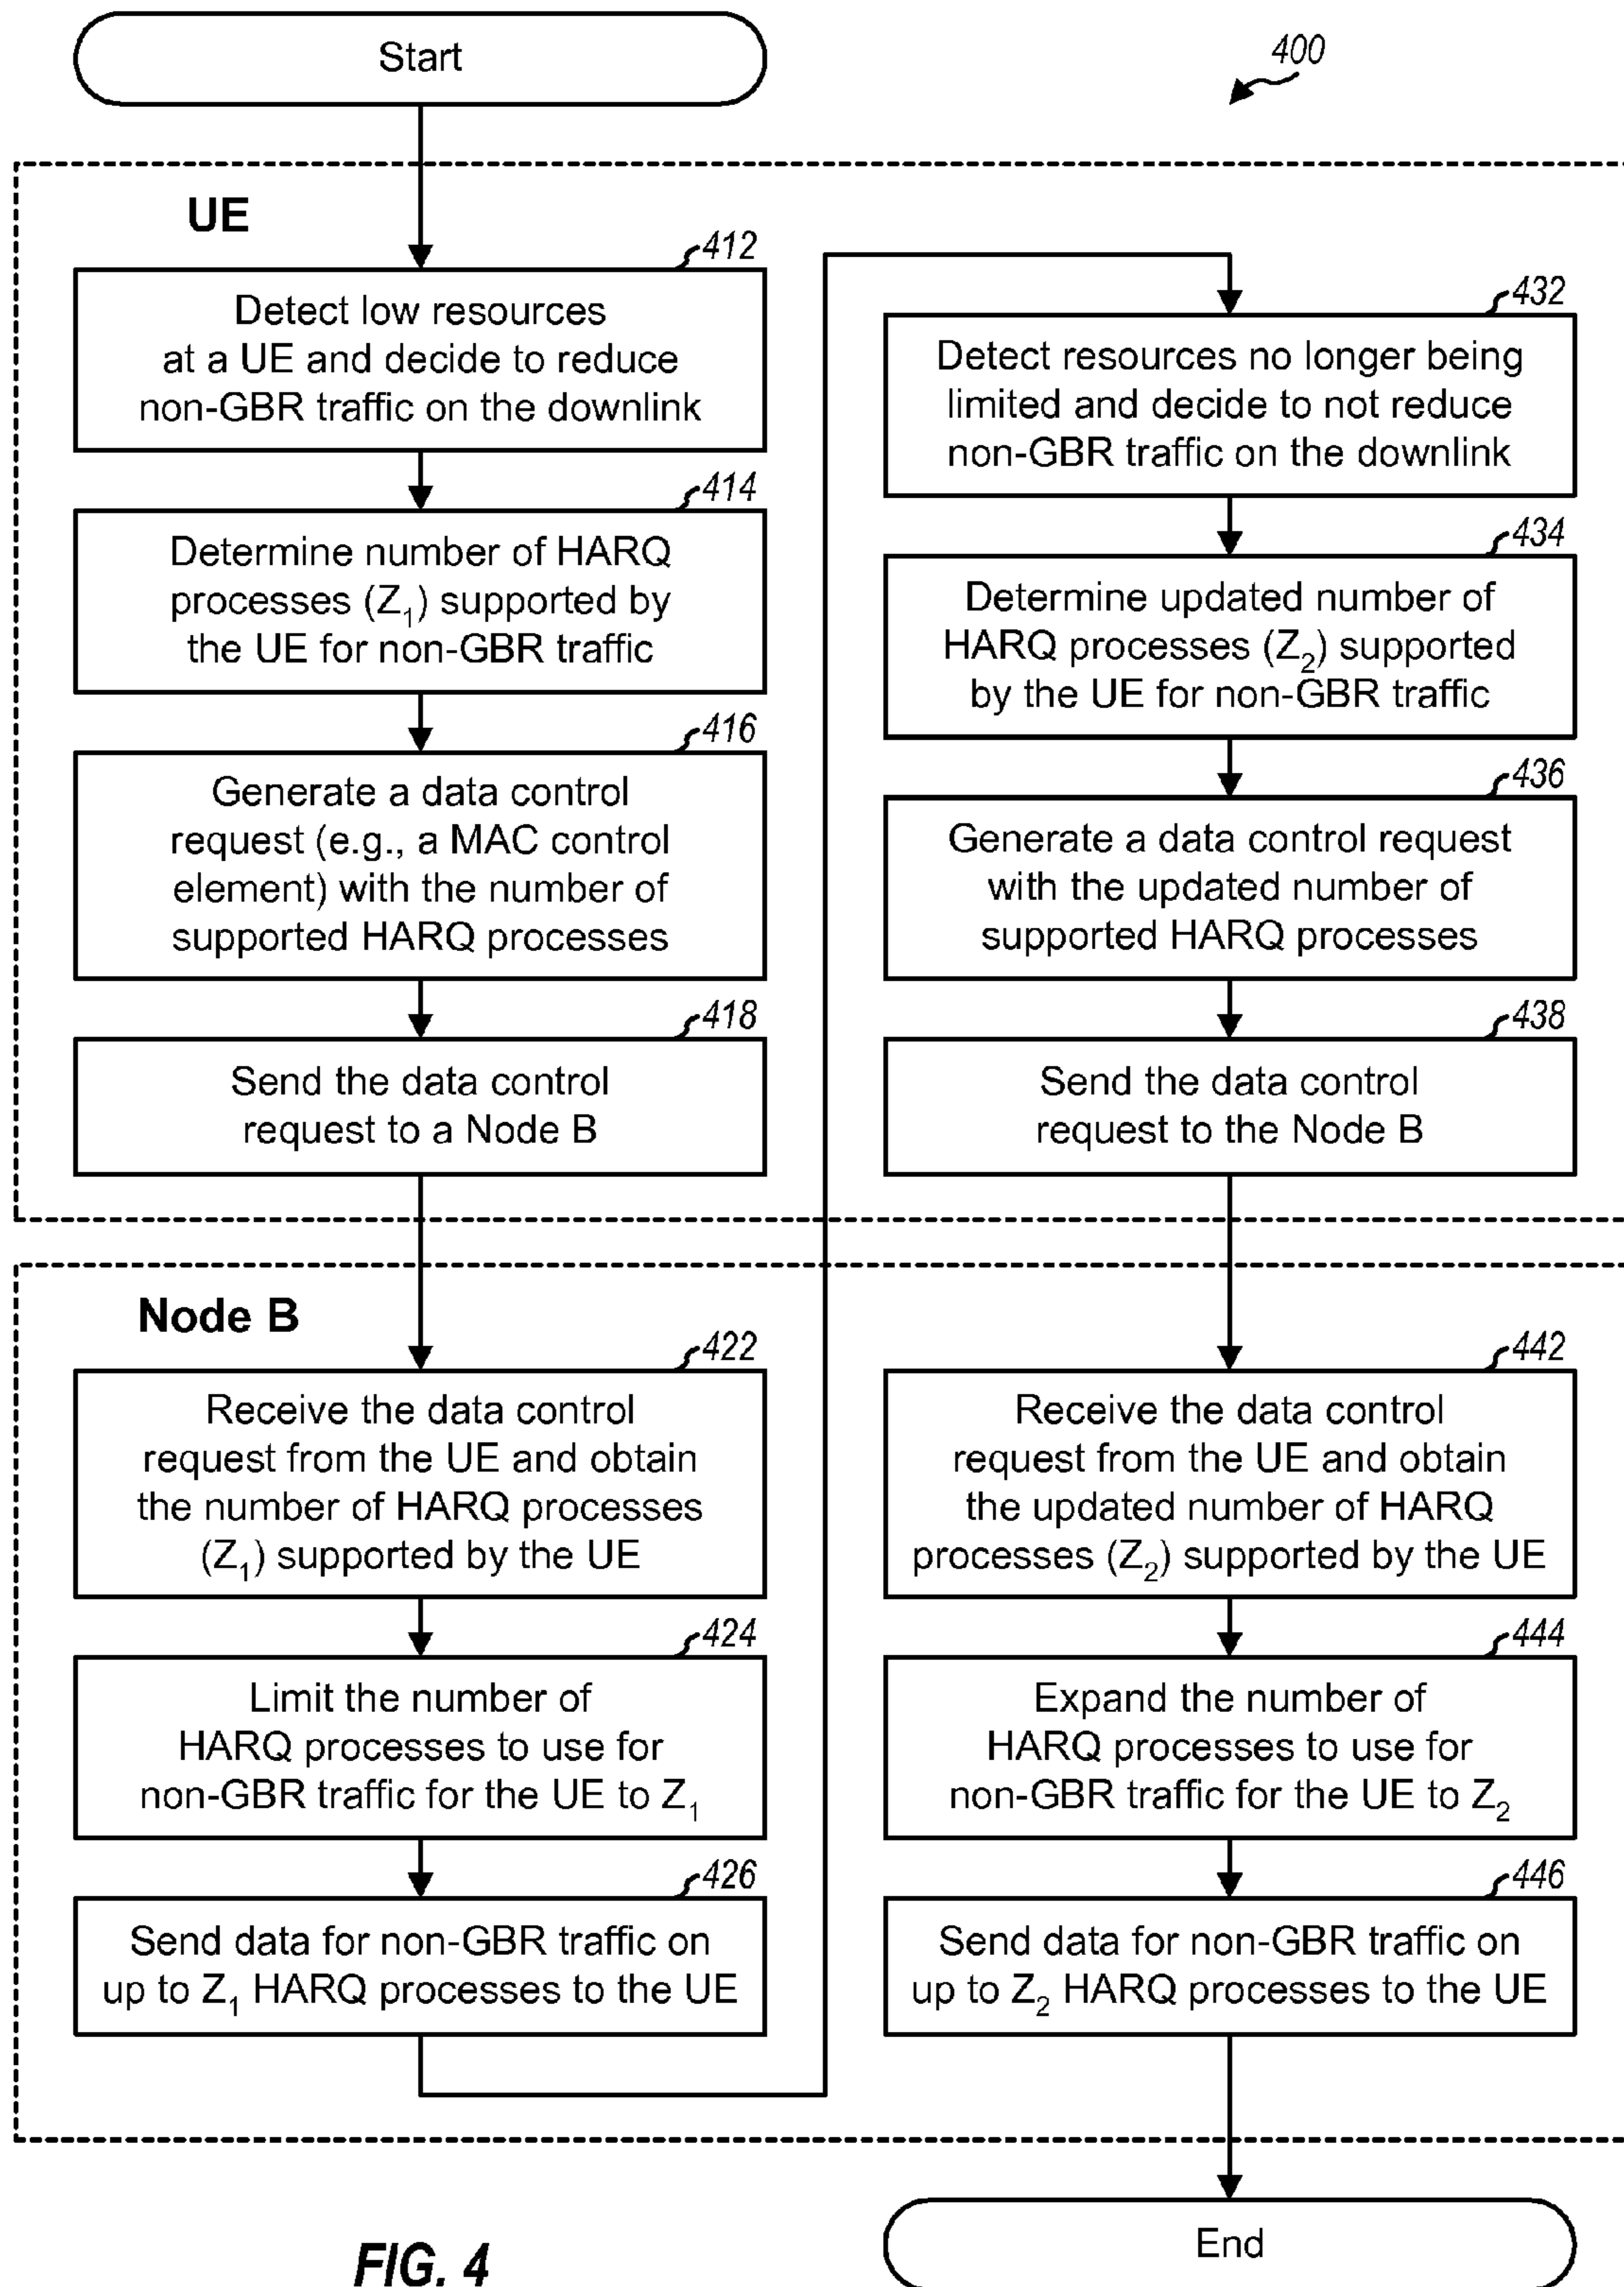 Start
400
UE
412
Detect low resources
at a UE and decide to reduce
non-GBR traffic on the downlink
414
Determine number of HARQ
processes (Z₁) supported by
the UE for non-GBR traffic
416
Generate a data control
request (e.g., a MAC control
element) with the number of
supported HARQ processes
418
Send the data control
request to a Node B
432
Detect resources no longer being
limited and decide to not reduce
non-GBR traffic on the downlink
434
Determine updated number of
HARQ processes (Z₂) supported
by the UE for non-GBR traffic
436
Generate a data control request
with the updated number of
supported HARQ processes
438
Send the data control
request to the Node B
Node B
422
Receive the data control
request from the UE and obtain
the number of HARQ processes
(Z₁) supported by the UE
424
Limit the number of
HARQ processes to use for
non-GBR traffic for the UE to Z₁
426
Send data for non-GBR traffic on
up to Z₁ HARQ processes to the UE
442
Receive the data control
request from the UE and obtain
the updated number of HARQ
processes (Z₂) supported by the UE
444
Expand the number of
HARQ processes to use for
non-GBR traffic for the UE to Z₂
446
Send data for non-GBR traffic on
up to Z₂ HARQ processes to the UE
End
FIG. 4